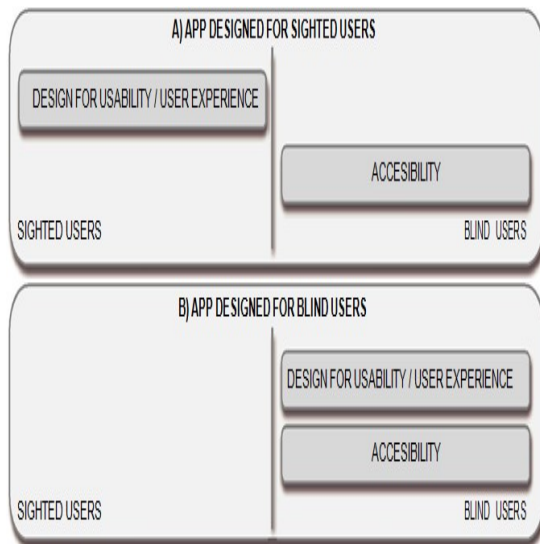 A) APP DESIGNED FOR SIGHTED USERS
DESIGN FOR USABILITY / USER EXPERIENCE
ACCESIBILITY
SIGHTED USERS
BLIND USERS
B) APP DESIGNED FOR BLIND USERS
DESIGN FOR USABILITY / USER EXPERIENCE
ACCESIBILITY
SIGHTED USERS
BLIND USERS